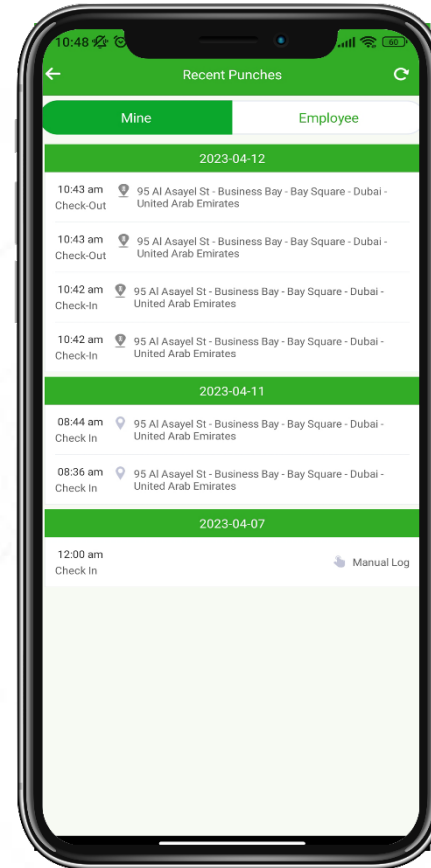 10:48
60
Recent Punches
Mine
Employee
2023-04-12
10:43 am
Check-Out
95 Al Asayel St - Business Bay - Bay Square - Dubai -
United Arab Emirates
10:43 am
Check-Out
95 Al Asayel St - Business Bay - Bay Square - Dubai -
United Arab Emirates
10:42 am
Check-In
95 Al Asayel St - Business Bay - Bay Square - Dubai -
United Arab Emirates
10:42 am
Check-In
95 Al Asayel St - Business Bay - Bay Square - Dubai -
United Arab Emirates
2023-04-11
08:44 am
Check In
95 Al Asayel St - Business Bay - Bay Square - Dubai -
United Arab Emirates
08:36 am
Check In
95 Al Asayel St - Business Bay - Bay Square - Dubai -
United Arab Emirates
2023-04-07
12:00 am
Check In
Manual Log